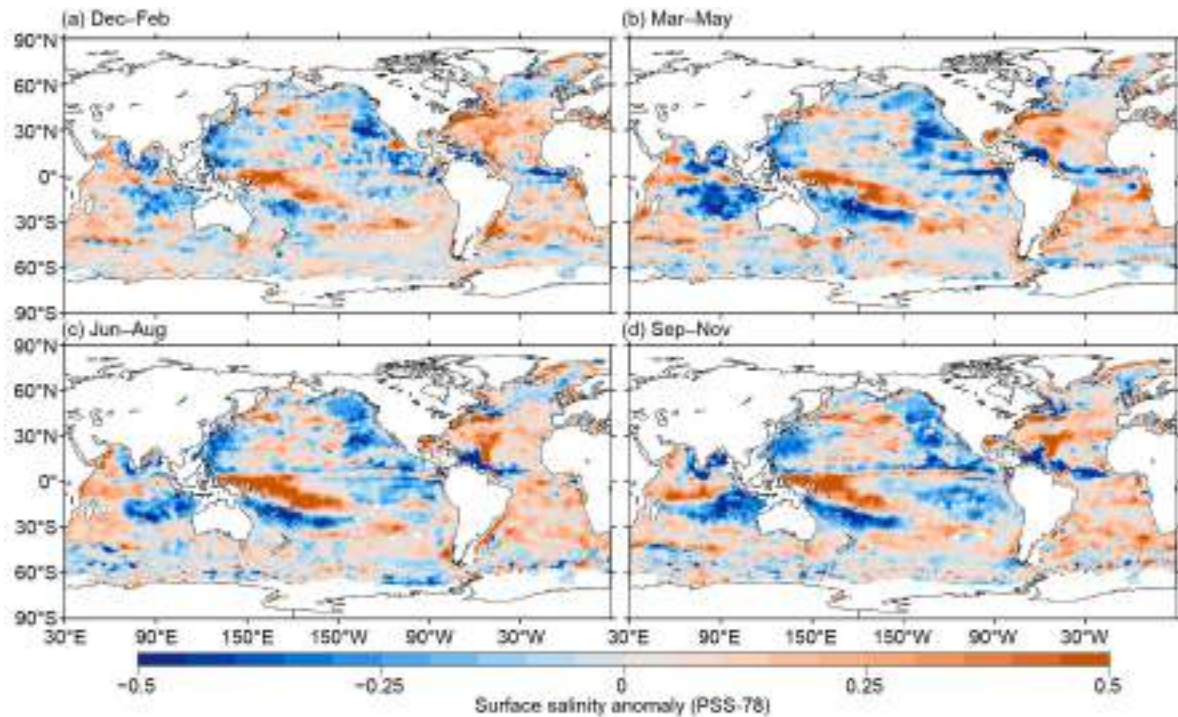 (a) Dec–Feb
(b) Mar–May
90°N
60°N
30°N
0°
30°S
60°S
90°S
(c) Jun–Aug
(d) Sep–Nov
90°N
60°N
30°N
0°
30°S
60°S
90°S
30°E 90°E 150°E 150°W 90°W 30°W
30°E 90°E 150°E 150°W 90°W 30°W
−0.5 −0.25 0 0.25 0.5
Surface salinity anomaly (PSS-78)